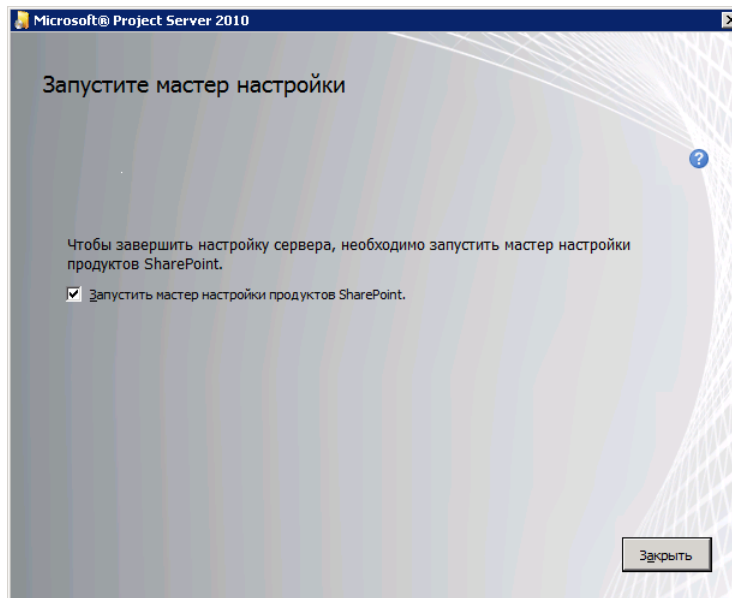 Microsoft® Project Server 2010
Запустите мастер настройки
?
Чтобы завершить настройку сервера, необходимо запустить мастер настройки
продуктов SharePoint.
Запустить мастер настройки продуктов SharePoint.
Закрыть